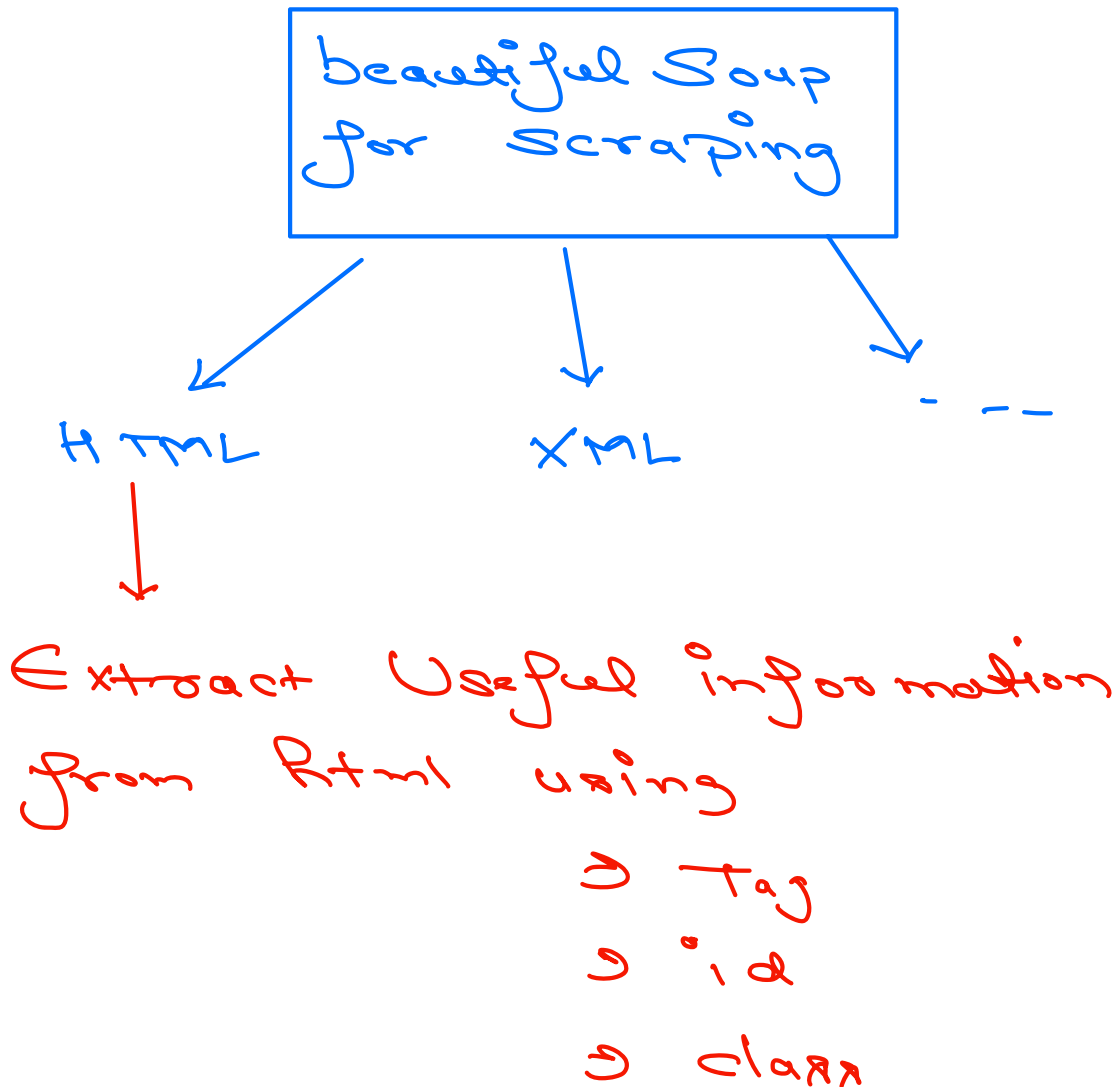 beautiful Soup
for Scraping
HTML
XML
- - - -
Extract Useful information
from html using
Tag
id
class